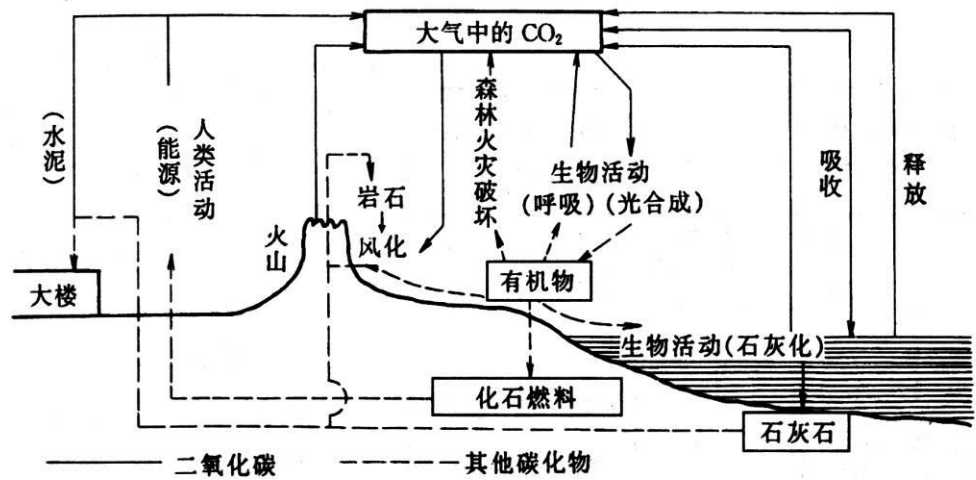 大气中的 CO₂
(水泥)
(能源)
人类活动
森林火灾破坏
生物活动
(呼吸)(光合成)
吸收
释放
岩石
风化
火山
大楼
有机物
生物活动(石灰化)
化石燃料
石灰石
二氧化碳
其他碳化物